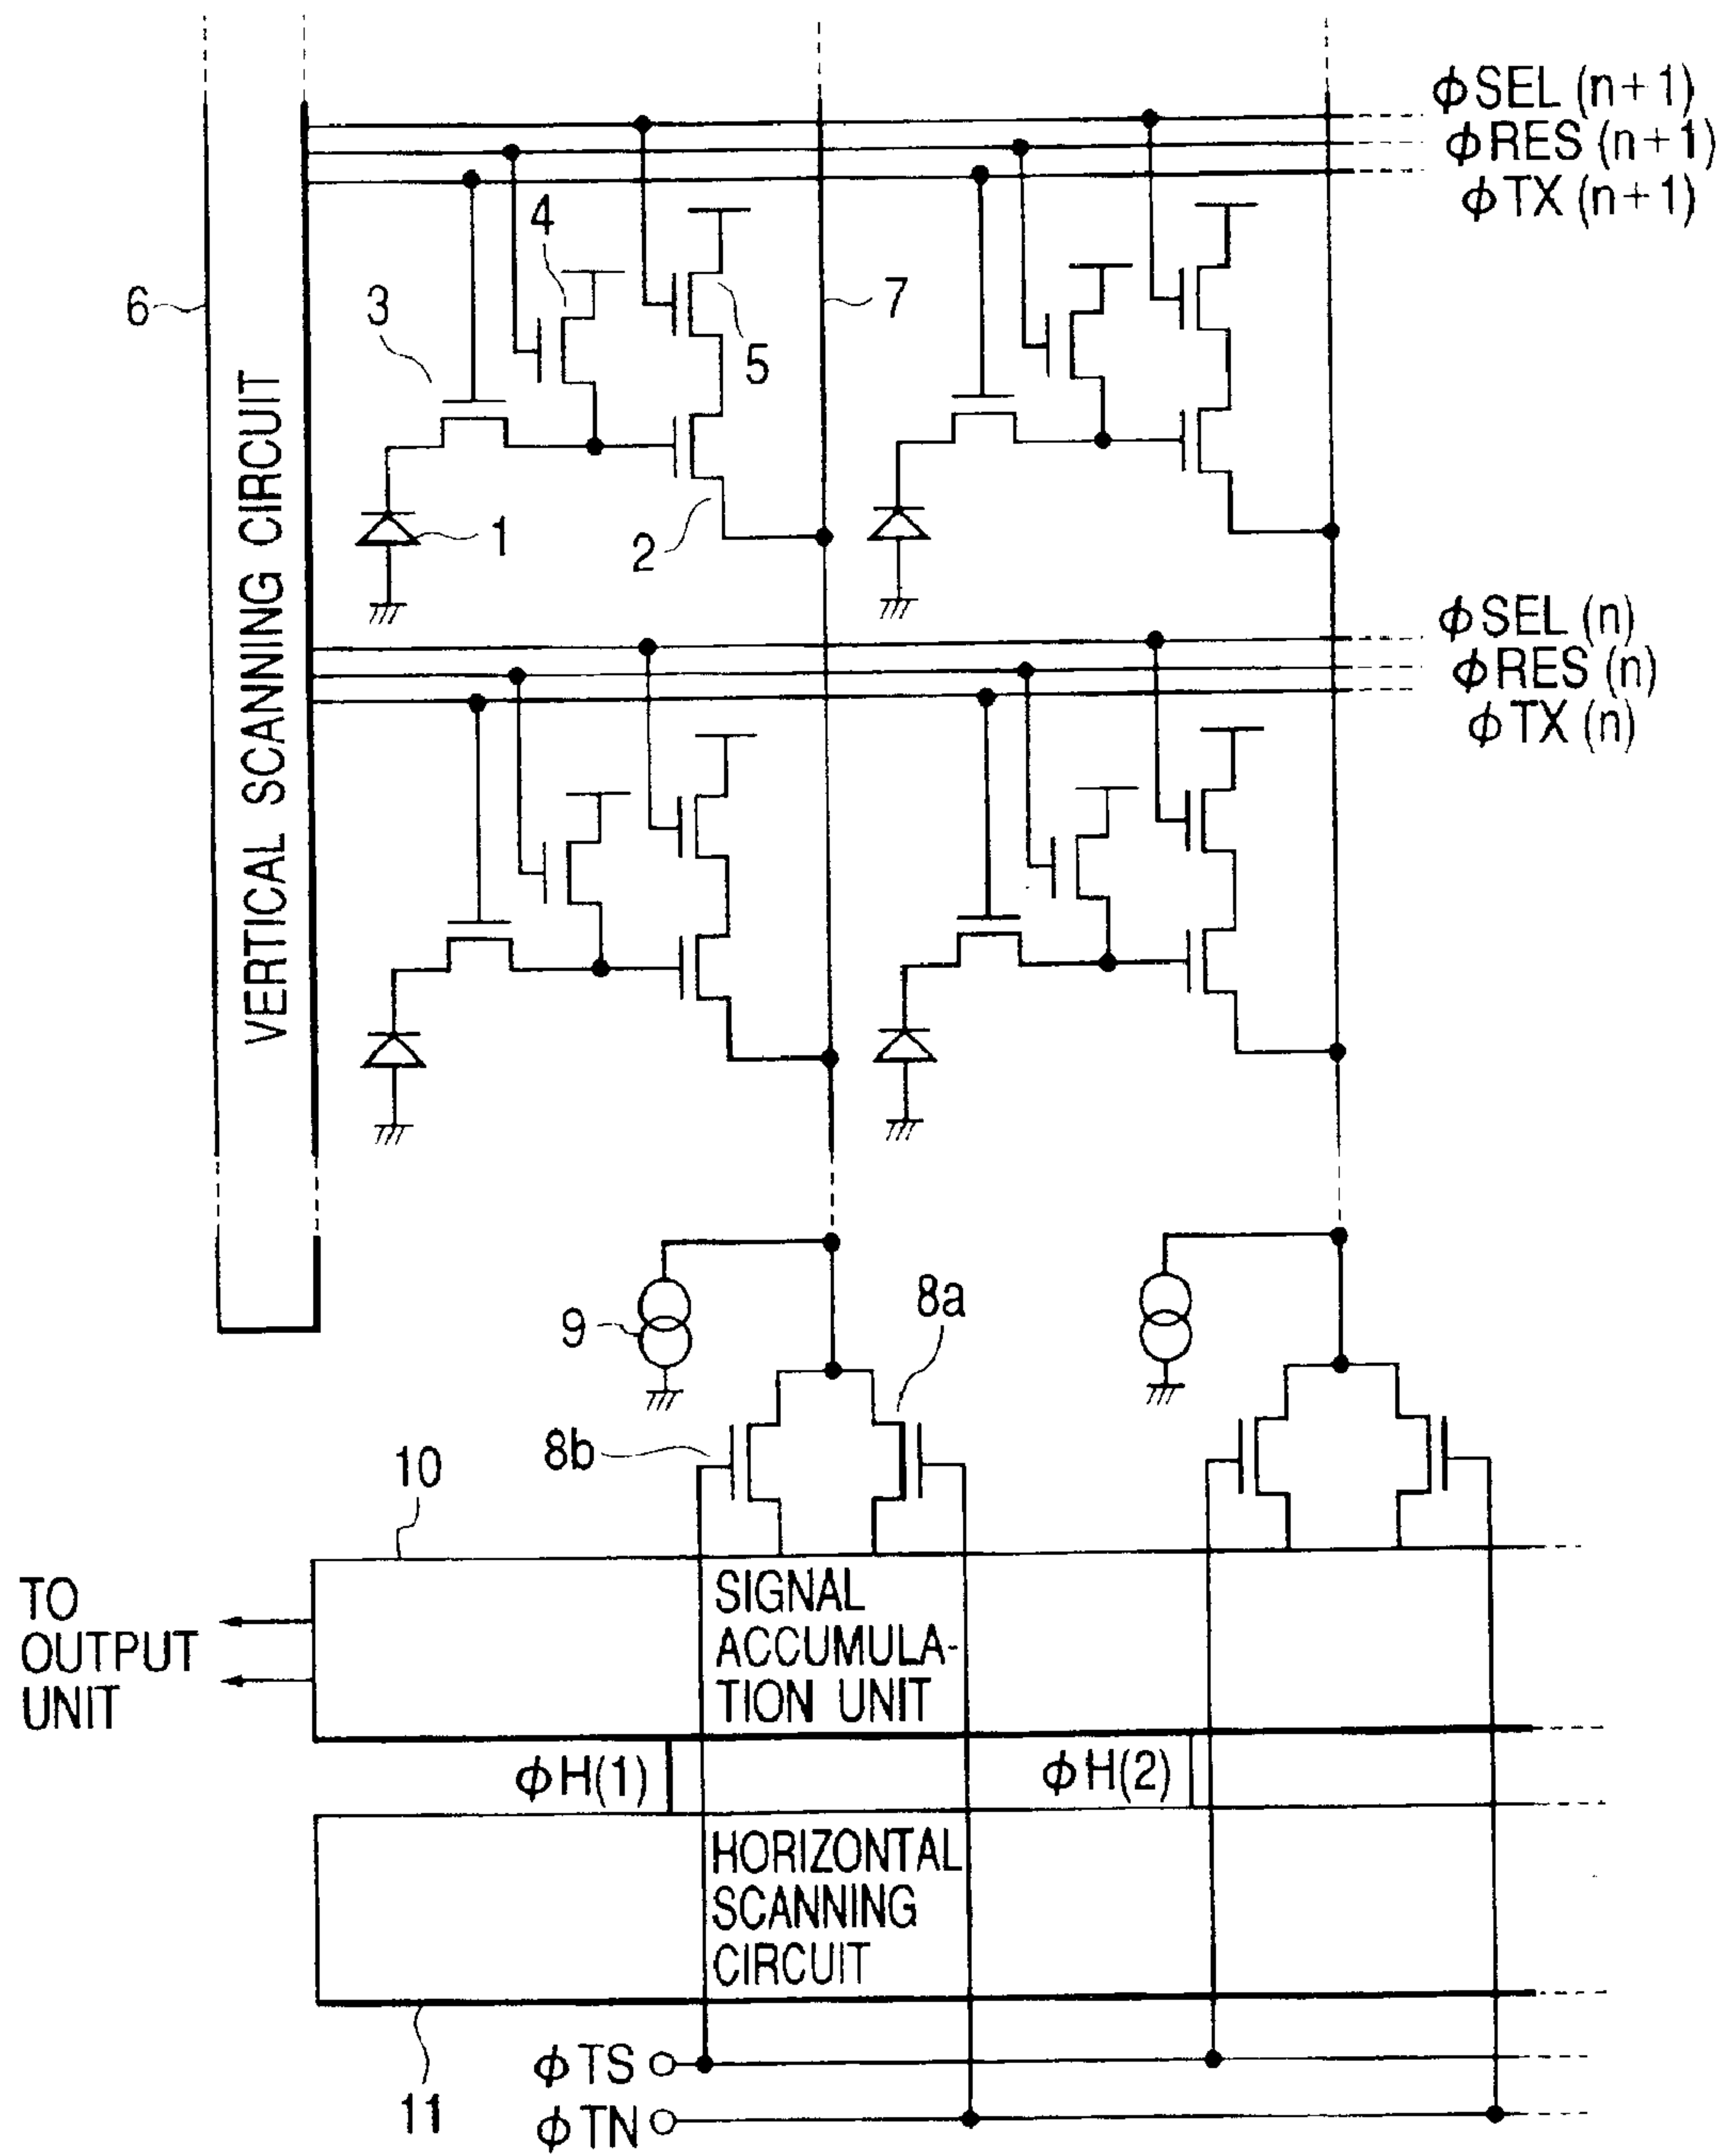 φSEL (n+1)
φRES (n+1)
φTX (n+1)
4
6
3
7
5
VERTICAL SCANNING CIRCUIT
1
2
φSEL (n)
φRES (n)
φTX (n)
8a
9
8b
10
TO
OUTPUT
UNIT
SIGNAL
ACCUMULA-
TION UNIT
φH(1)
φH(2)
HORIZONTAL
SCANNING
CIRCUIT
φTS
11
φTN